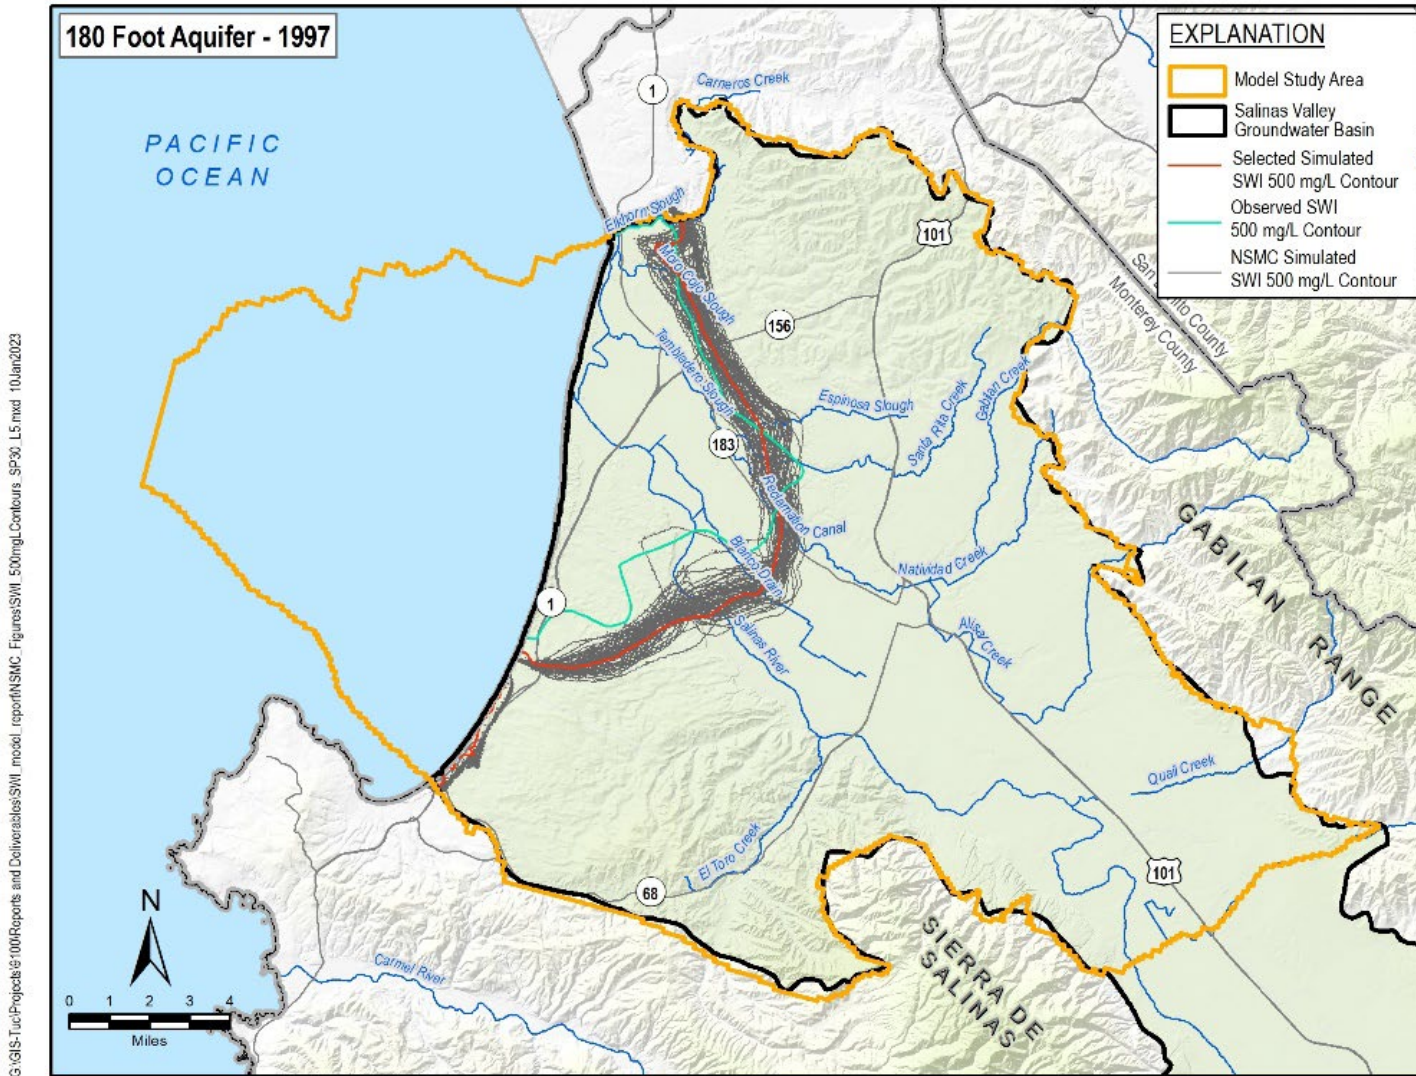 180 Foot Aquifer - 1997
EXPLANATION
Model Study Area
Salinas Valley
Groundwater Basin
Selected Simulated
SWI 500 mg/L Contour
Observed SWI
500 mg/L Contour
NSMC Simulated
SWI 500 mg/L Contour
PACIFIC
OCEAN
Carneros Creek
1
Elkhorn Slough
101
Moro Cojo Slough
156
San Benito County
Monterey County
Tembladero Slough
Espinosa Slough
Santa Rita Creek
Gabilan Creek
183
Reclamation Canal
Blanco Drain
Natividad Creek
GABILAN
RANGE
1
Salinas River
Alisal Creek
Quail Creek
El Toro Creek
68
101
SIERRA DE
SALINAS
Carmel River
N
0 1 2 3 4
Miles